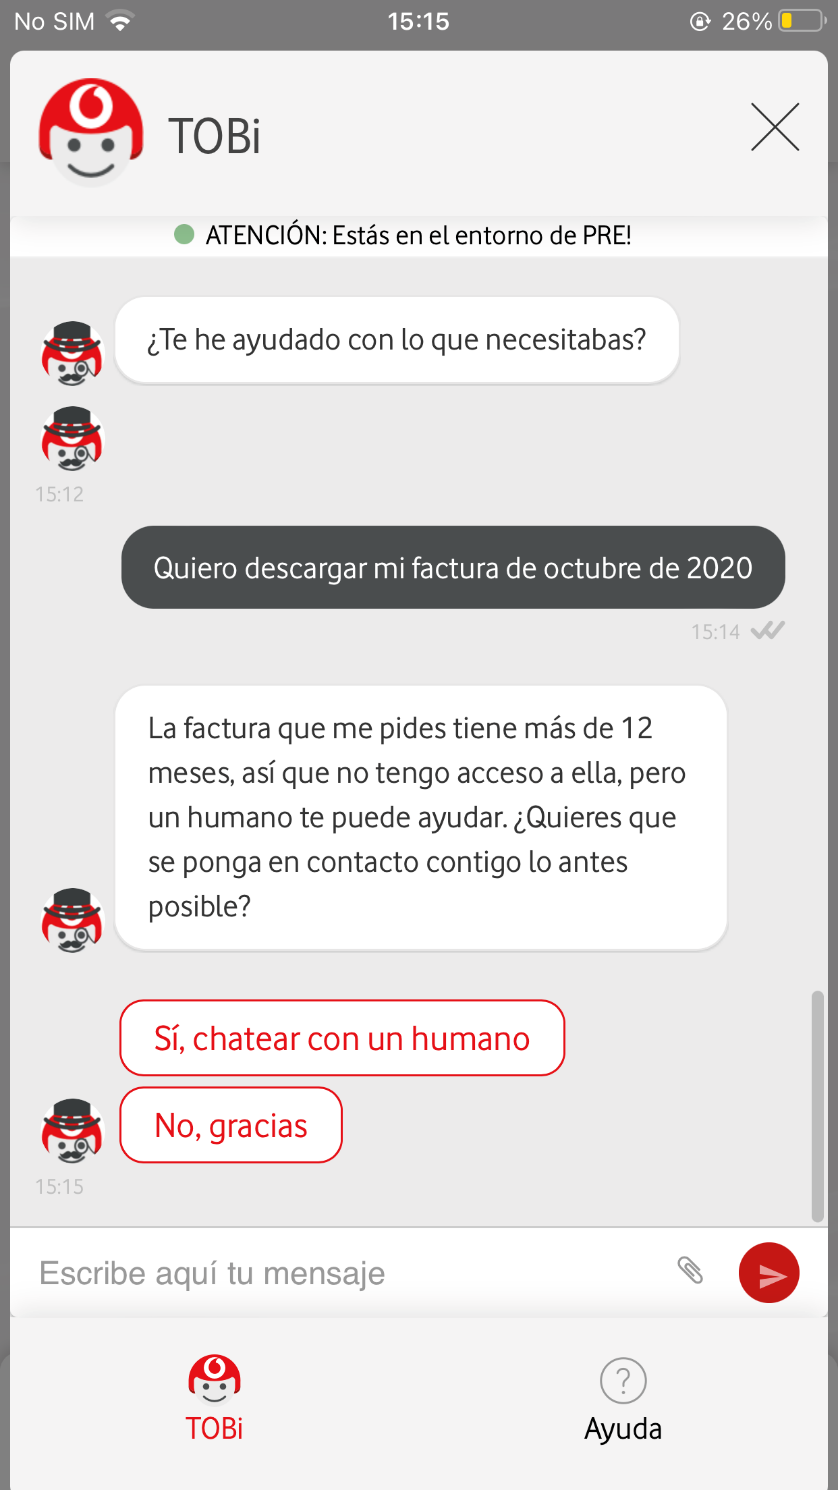 No SIM 15:15 26%
TOBi
ATENCIÓN: Estás en el entorno de PRE!
¿Te he ayudado con lo que necesitabas?
15:12
Quiero descargar mi factura de octubre de 2020
15:14
La factura que me pides tiene más de 12
meses, así que no tengo acceso a ella, pero
un humano te puede ayudar. ¿Quieres que
se ponga en contacto contigo lo antes
posible?
Sí, chatear con un humano
No, gracias
15:15
Escribe aquí tu mensaje
TOBi
?
Ayuda